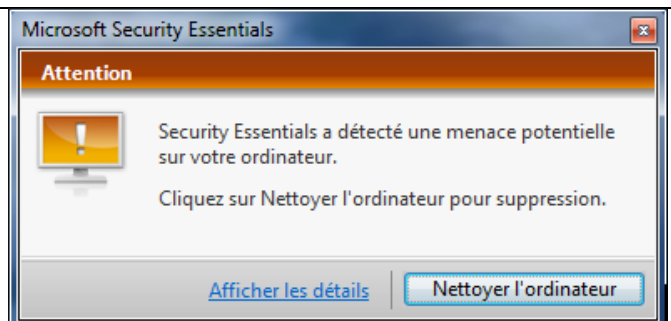 Microsoft Security Essentials
Attention
Security Essentials a détecté une menace potentielle
sur votre ordinateur.
Cliquez sur Nettoyer l'ordinateur pour suppression.
Afficher les détails
Nettoyer l'ordinateur